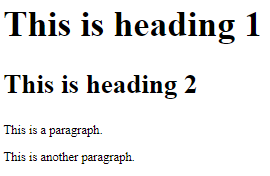 This is heading 1
This is heading 2
This is a paragraph.
This is another paragraph.